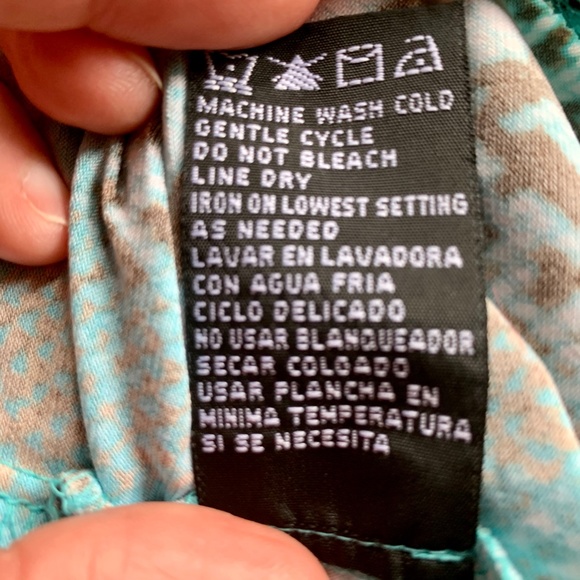 MACHINE WASH COLD
GENTLE CYCLE
DO NOT BLEACH
LINE DRY
IRON ON LOWEST SETTING
AS NEEDED
LAVAR EN LAVADORA
CON AGUA FRIA
CICLO DELICADO
NO USAR BLANQUEADOR
SECAR COLGADO
USAR PLANCHA EN
MINIMA TEMPERATURA
SI SE NECESITA